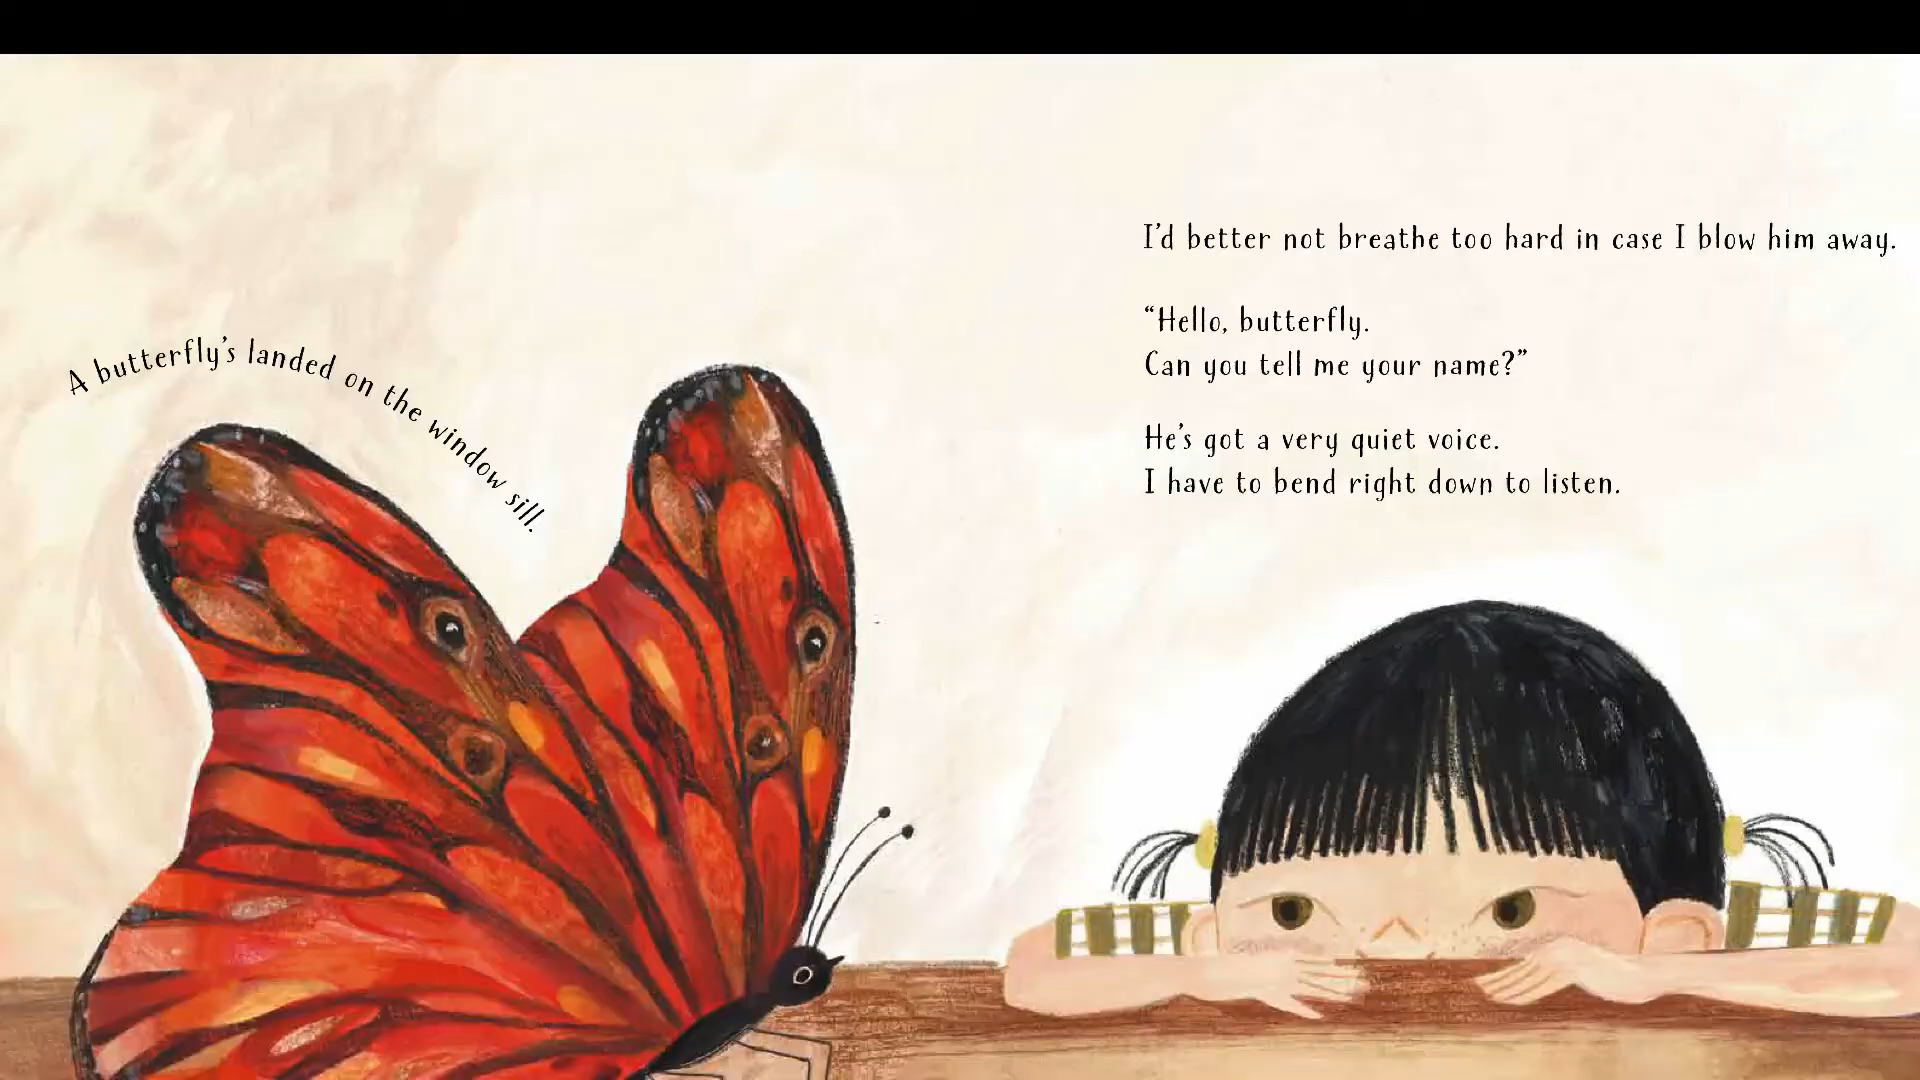 A butterfly's landed on the window sill.
I'd better not breathe too hard in case I blow him away.
“Hello, butterfly.
Can you tell me your name?”
He's got a very quiet voice.
I have to bend right down to listen.